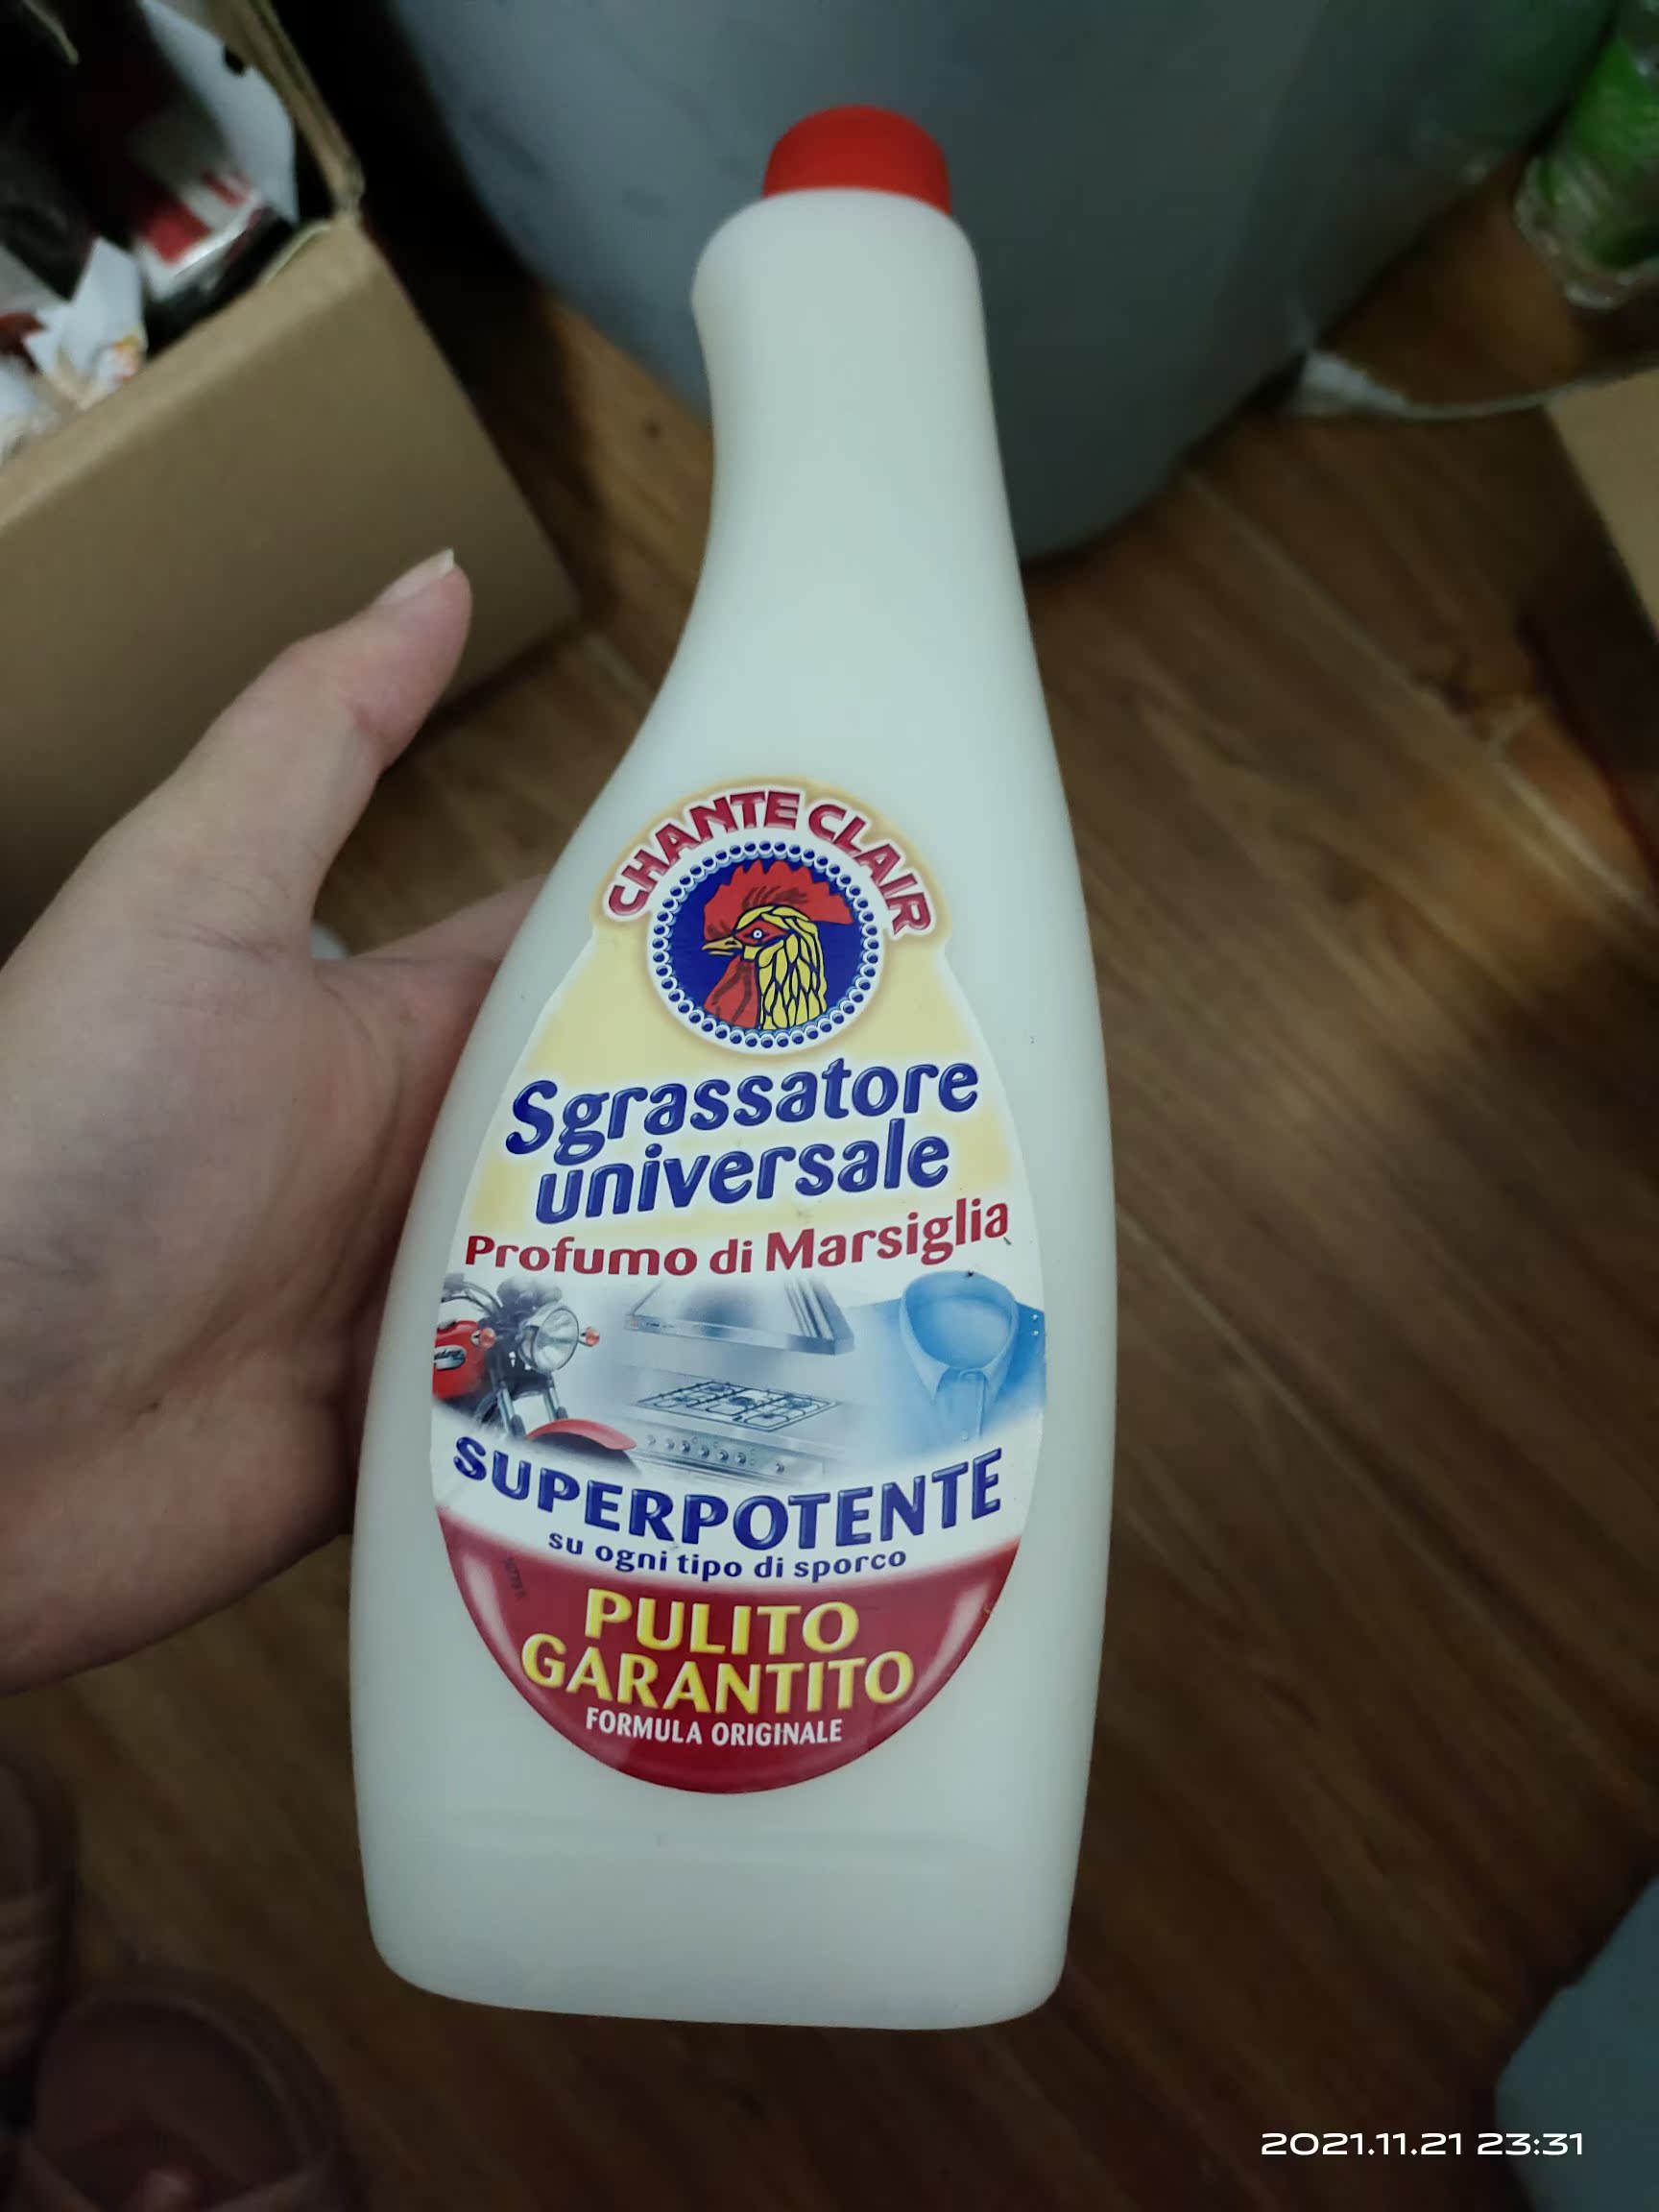 CHANTE CLAIR
Sgrassatore
universale
Profumo di Marsiglia
SUPERPOTENTE
su ogni tipo di sporco
PULITO
GARANTITO
FORMULA ORIGINALE
2021.11.21 23:31